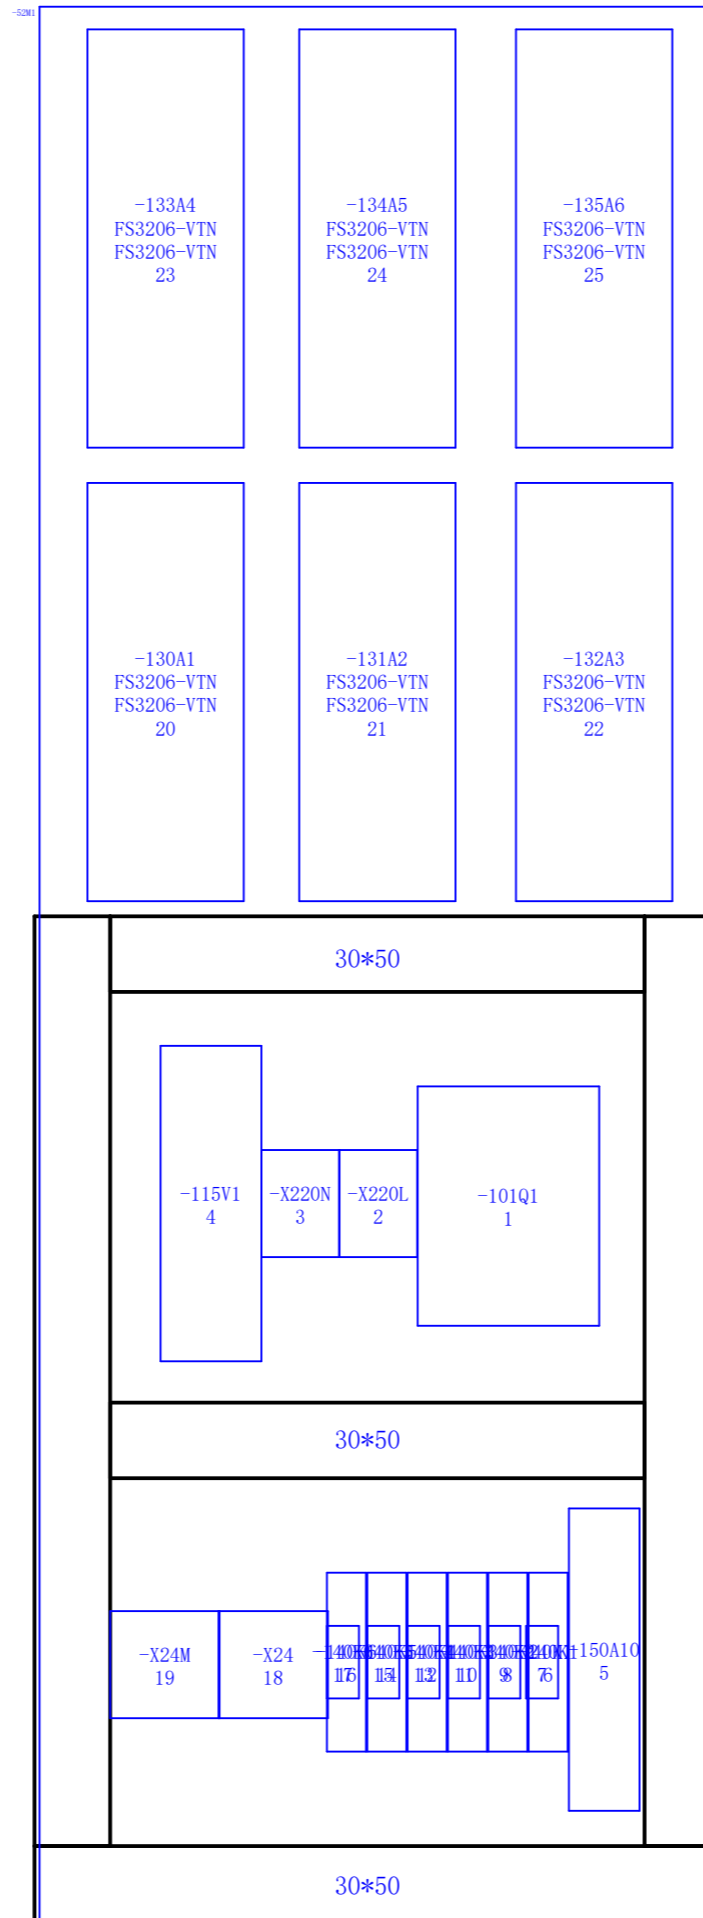 -52M1
-133A4
FS3206-VTN
FS3206-VTN
23
-134A5
FS3206-VTN
FS3206-VTN
24
-135A6
FS3206-VTN
FS3206-VTN
25
-130A1
FS3206-VTN
FS3206-VTN
20
-131A2
FS3206-VTN
FS3206-VTN
21
-132A3
FS3206-VTN
FS3206-VTN
22
30*50
-115V1
4
-X220N
3
-X220L
2
-101Q1
1
30*50
-X24M
19
-X24
18
-150A10
5
30*50